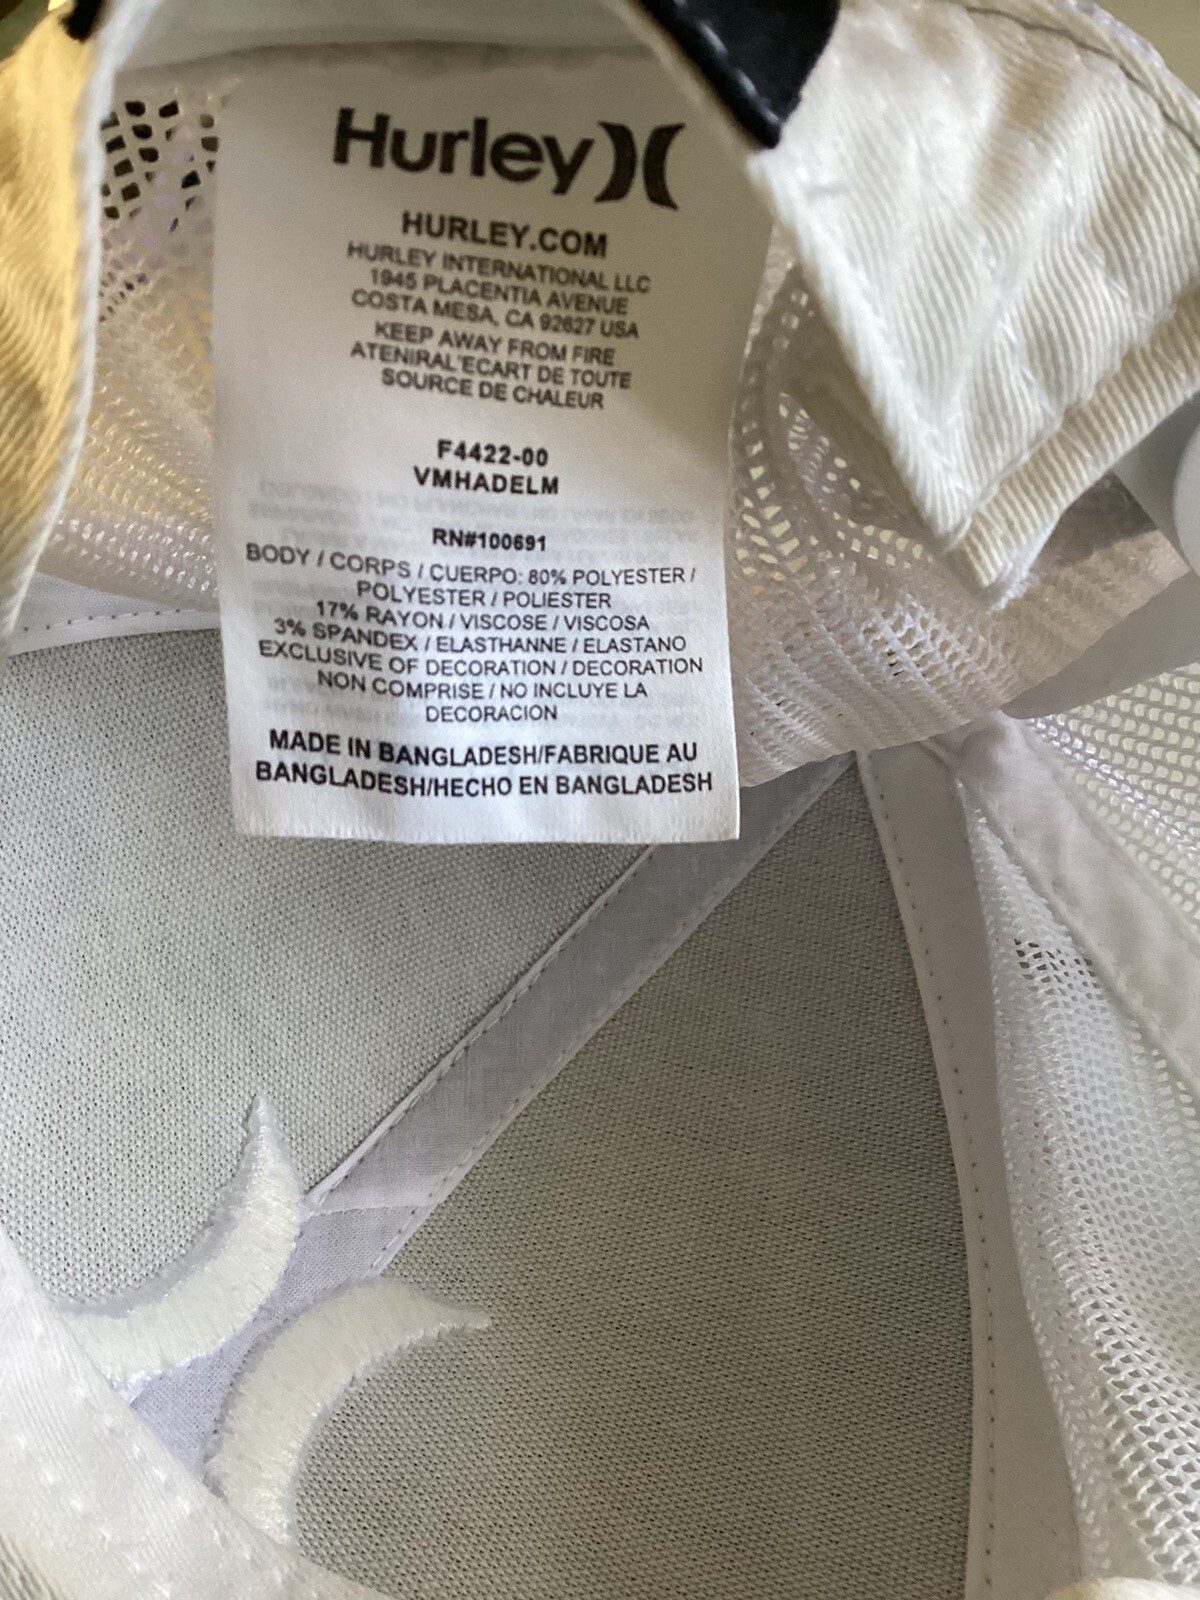 Hurley
HURLEY.COM
HURLEY INTERNATIONAL LLC
1945 PLACENTIA AVENUE
COSTA MESA, CA 92627 USA
KEEP AWAY FROM FIRE
ATENIRAL'ECART DE TOUTE
SOURCE DE CHALEUR
F4422-00
VMHADELM
RN#100691
BODY / CORPS / CUERPO: 80% POLYESTER /
POLYESTER / POLIESTER
17% RAYON / VISCOSE / VISCOSA
3% SPANDEX / ELASTHANNE / ELASTANO
EXCLUSIVE OF DECORATION / DECORATION
NON COMPRISE / NO INCLUYE LA
DECORACION
MADE IN BANGLADESH/FABRIQUE AU
BANGLADESH/HECHO EN BANGLADESH